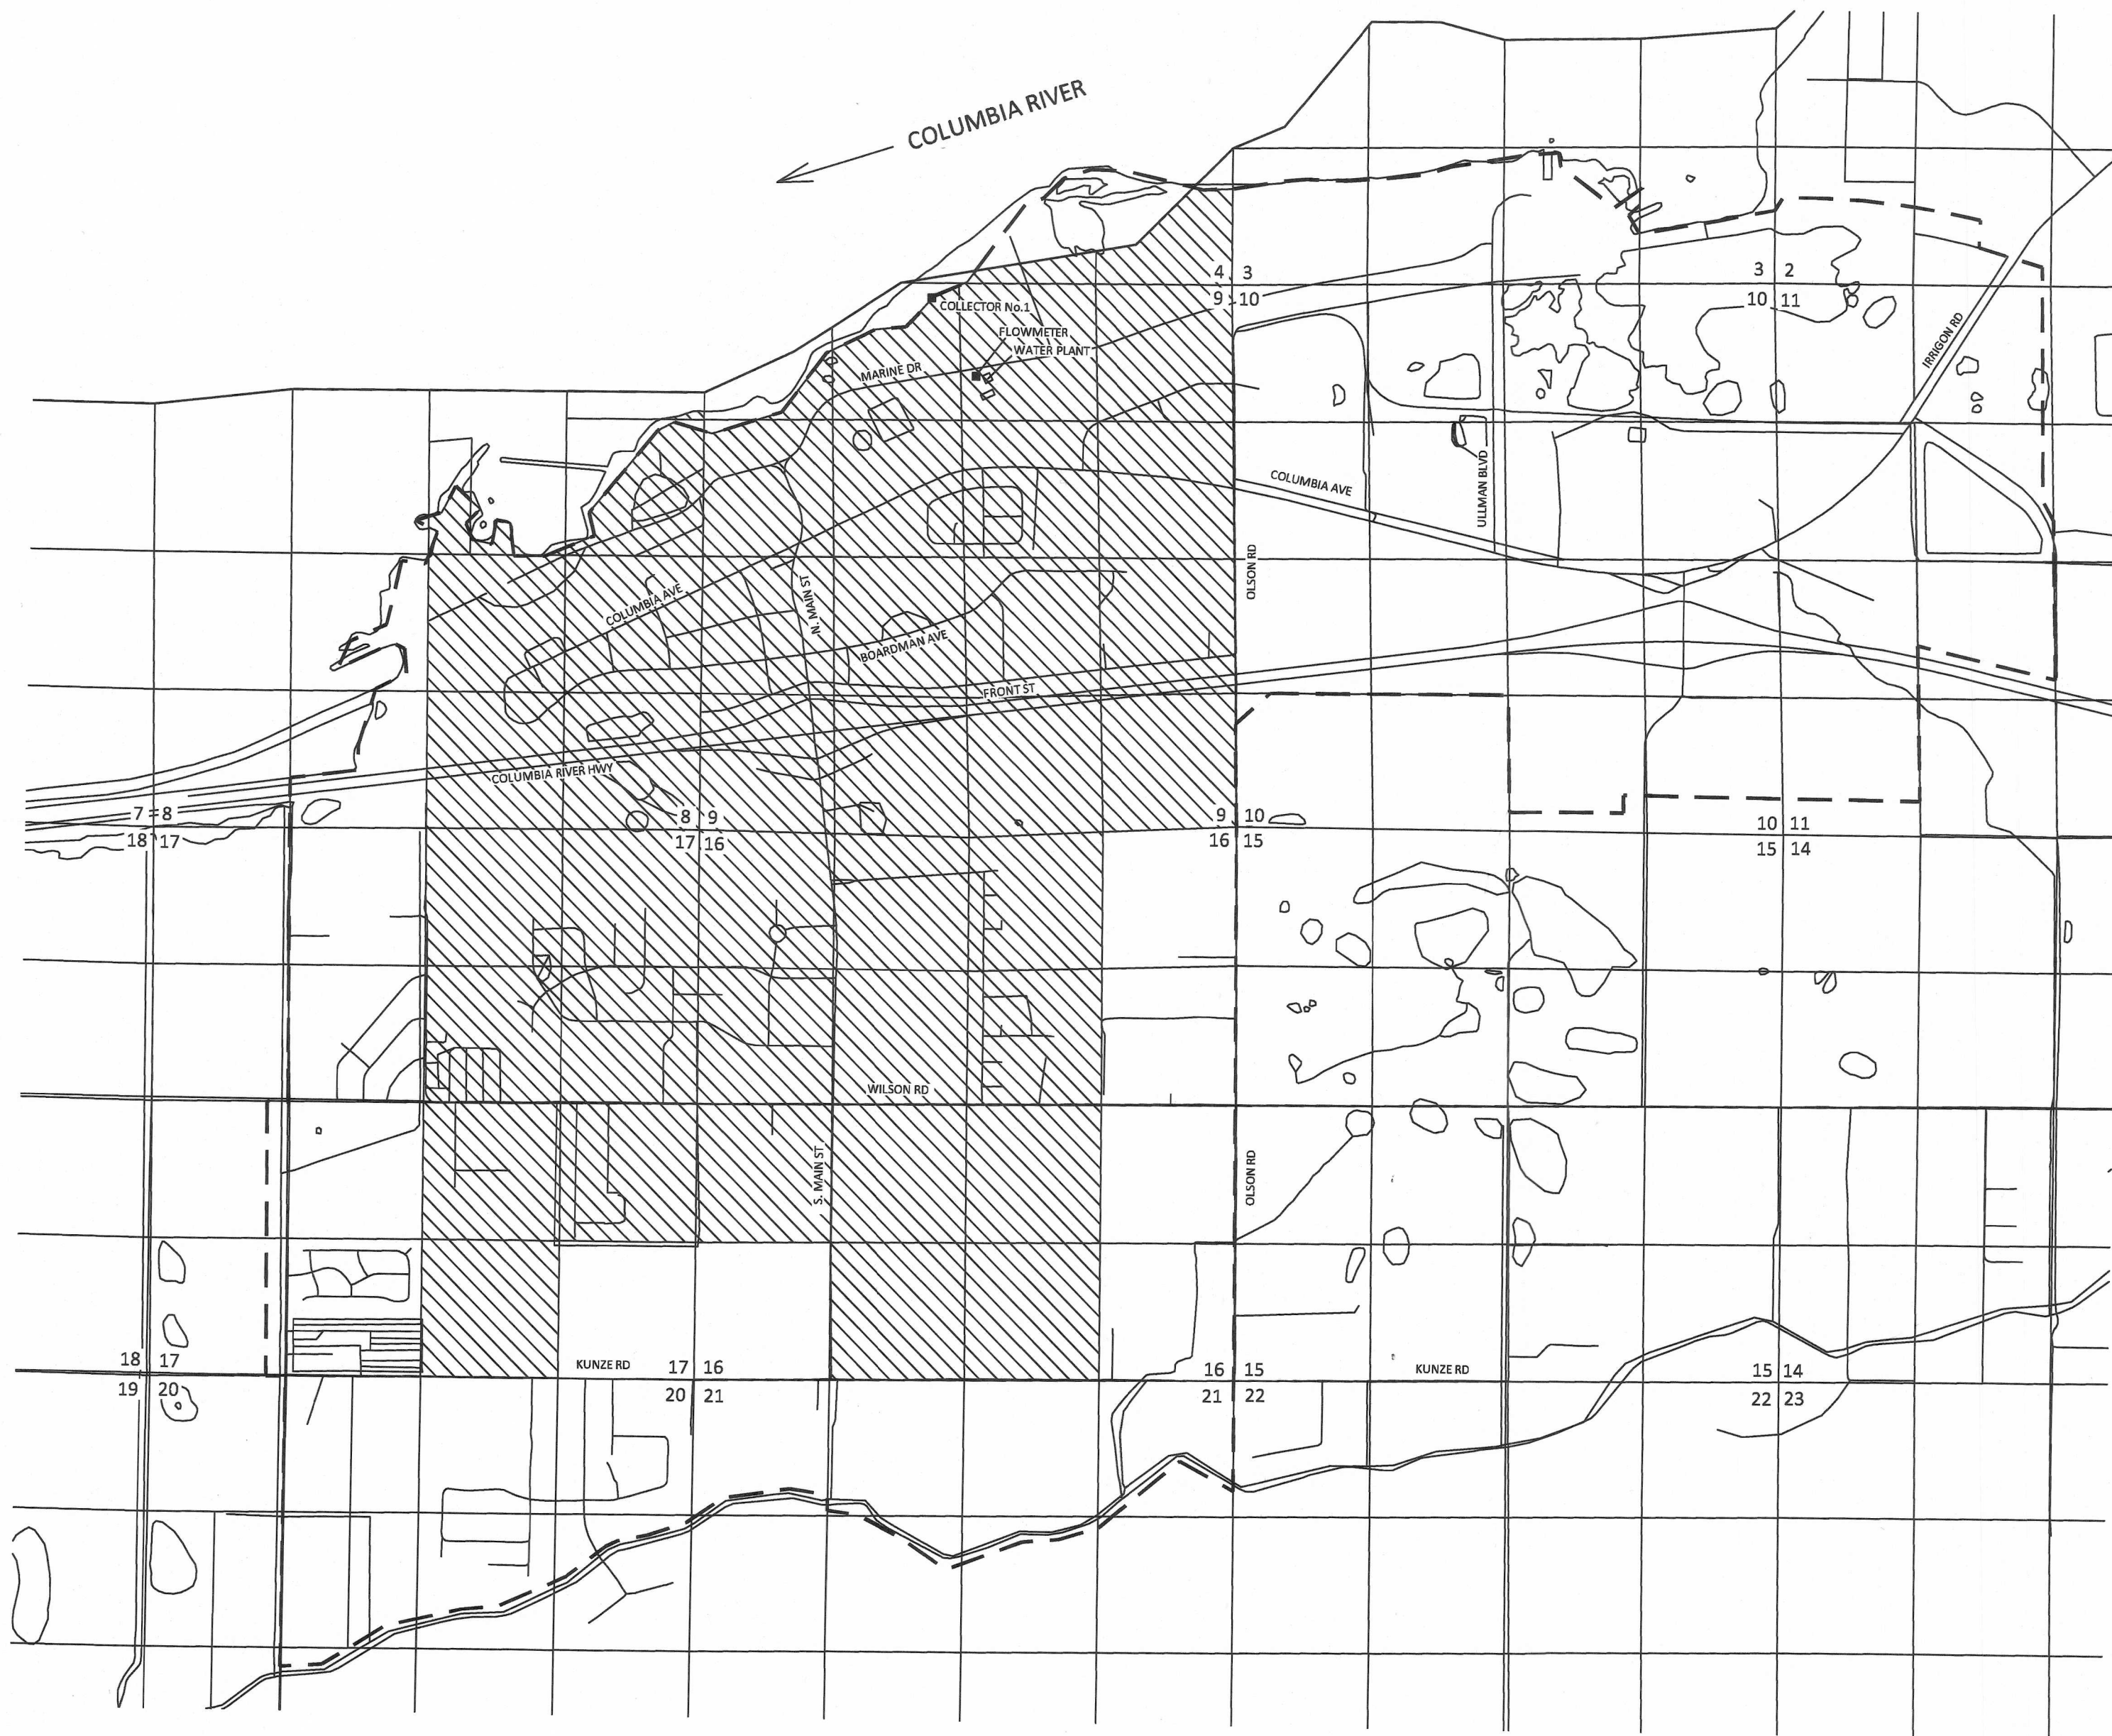 COLUMBIA RIVER
4 3
9 10
3 2
10 11
COLLECTOR No.1
FLOWMETER
WATER PLANT
MARINE DR
IRRIGON RD
COLUMBIA AVE
ULLMAN BLVD
OLSON RD
COLUMBIA AVE
N. MAIN ST
BOARDMAN AVE
FRONT ST
COLUMBIA RIVER HWY
7 8
18 17
8 9
17 16
9 10
16 15
10 11
15 14
WILSON RD
S. MAIN ST
OLSON RD
18 17
19 20
KUNZE RD
17 16
20 21
16 15
21 22
KUNZE RD
15 14
22 23